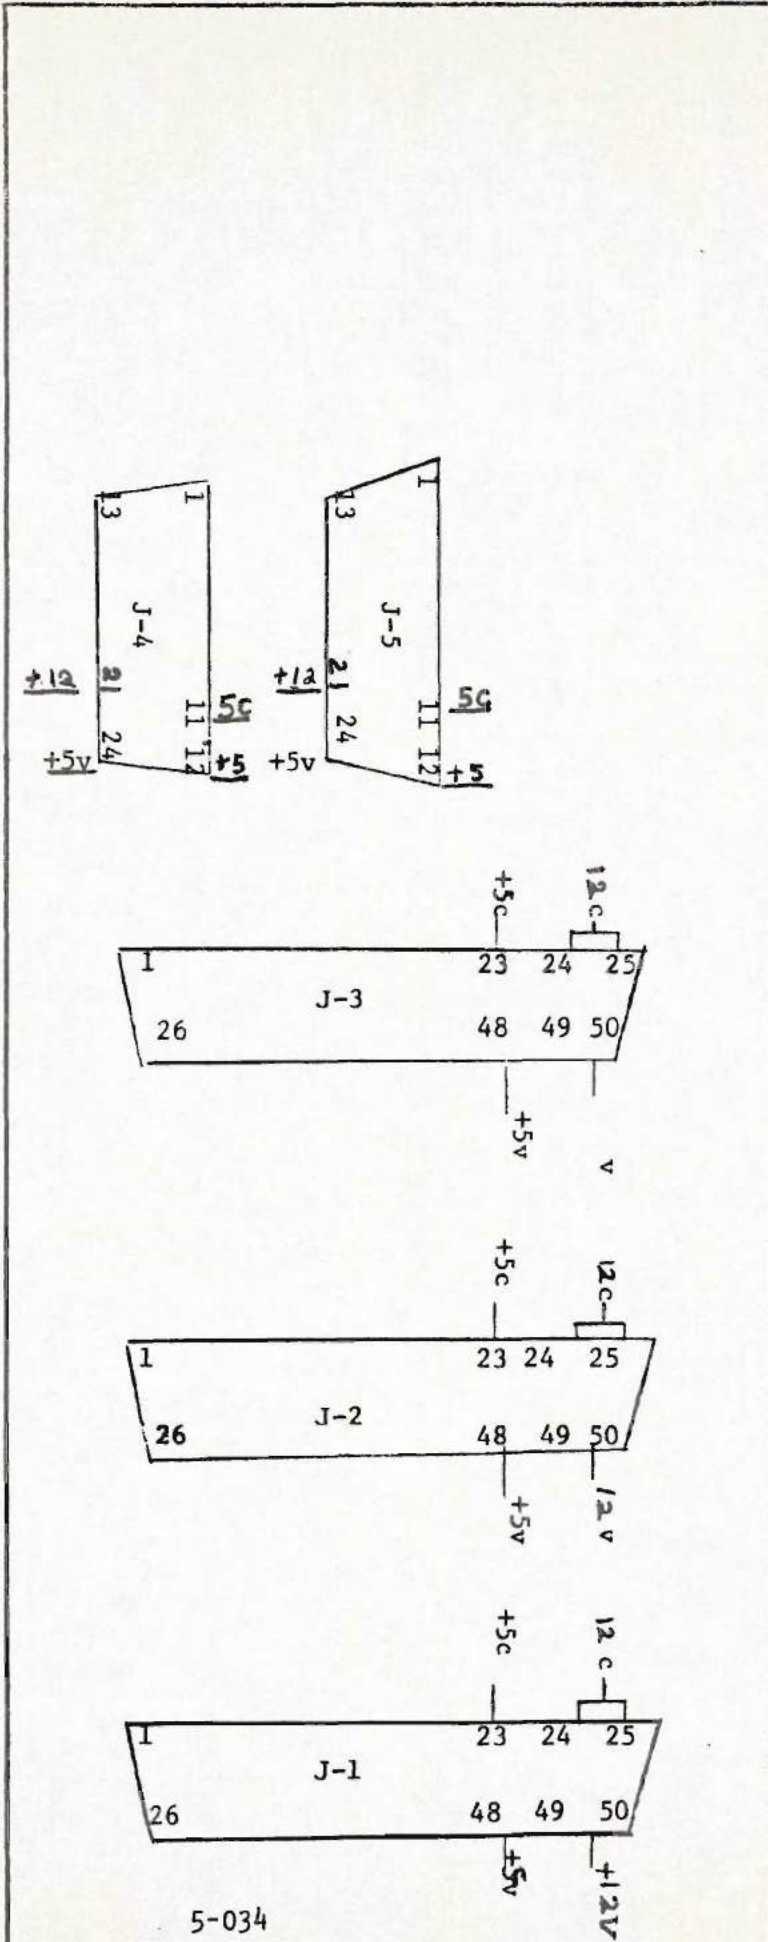 13 1
J-4
+12 21
11 5C
+5v 24 12 +5
13 1
J-5
+12 21
11 5C
+5v 24 12 +5
+5c 12c
1 23 24 25
J-3
26 48 49 50
+5v v
+5c 12c
1 23 24 25
J-2
26 48 49 50
+5v 12v
+5c 12c
1 23 24 25
J-1
26 48 49 50
+5v +12V
5-034